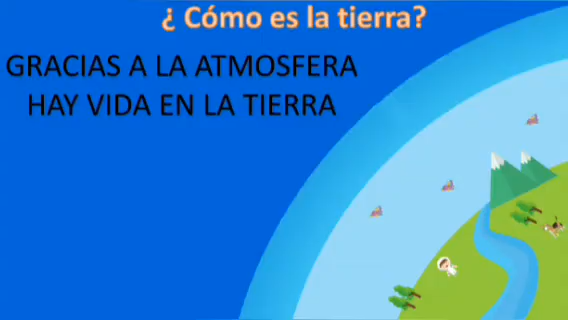 ¿ Cómo es la tierra?
GRACIAS A LA ATMOSFERA
HAY VIDA EN LA TIERRA